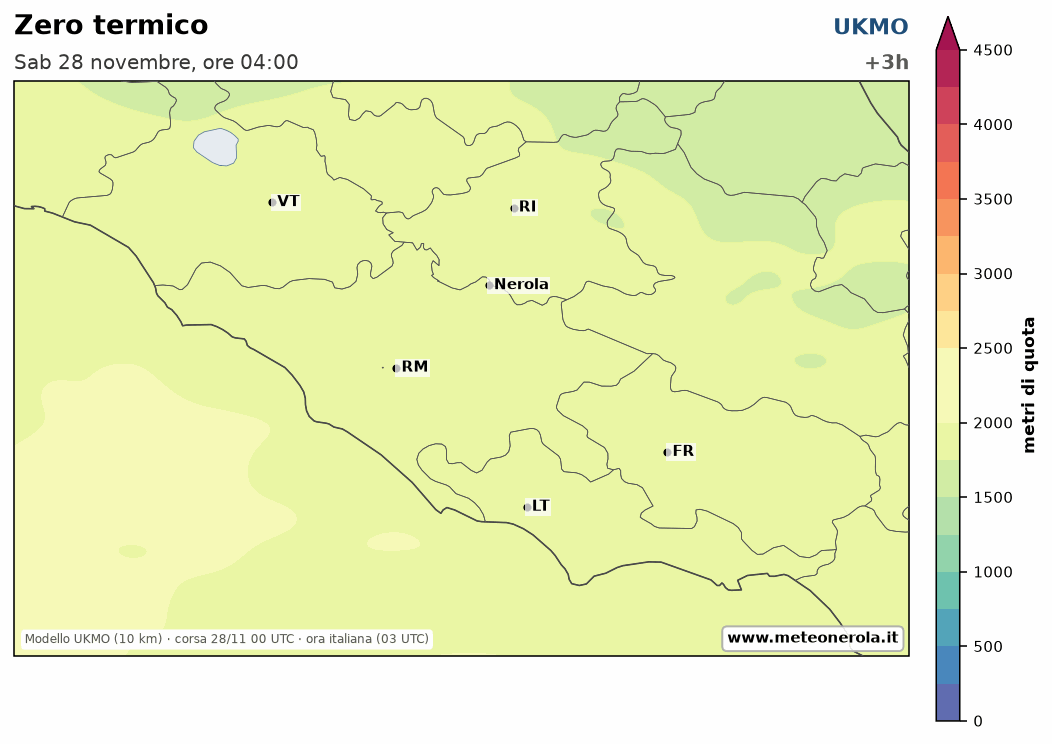 Zero termico
UKMO
Sab 28 novembre, ore 04:00
+3h
VT
RI
Nerola
RM
FR
LT
Modello UKMO (10 km) · corsa 28/11 00 UTC · ora italiana (03 UTC)
www.meteonerola.it
4500
4000
3500
3000
2500
2000
1500
1000
500
0
metri di quota